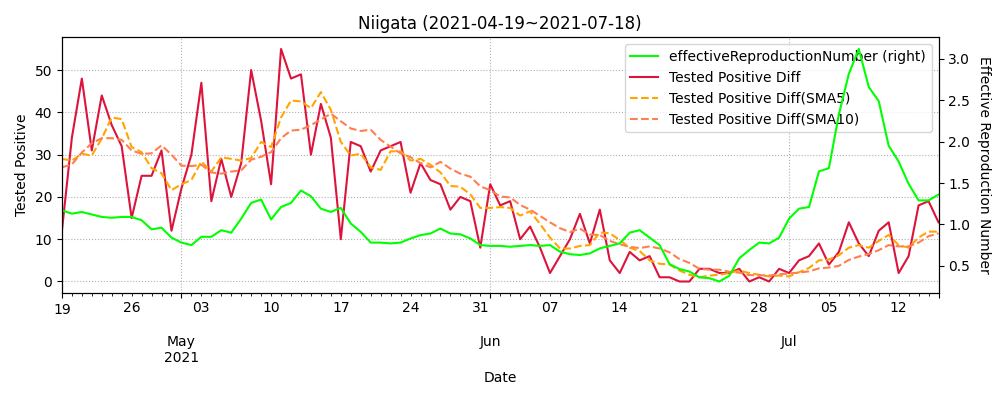 Niigata (2021-04-19~2021-07-18)
effectiveReproductionNumber (right)
Tested Positive Diff
Tested Positive Diff(SMA5)
Tested Positive Diff(SMA10)
Tested Positive
50
40
30
20
10
0
3.0
2.5
2.0
1.5
1.0
0.5
Effective Reproduction Number
19 26 03 10 17 24 31 07 14 21 28 05 12
May Jun Jul
2021
Date